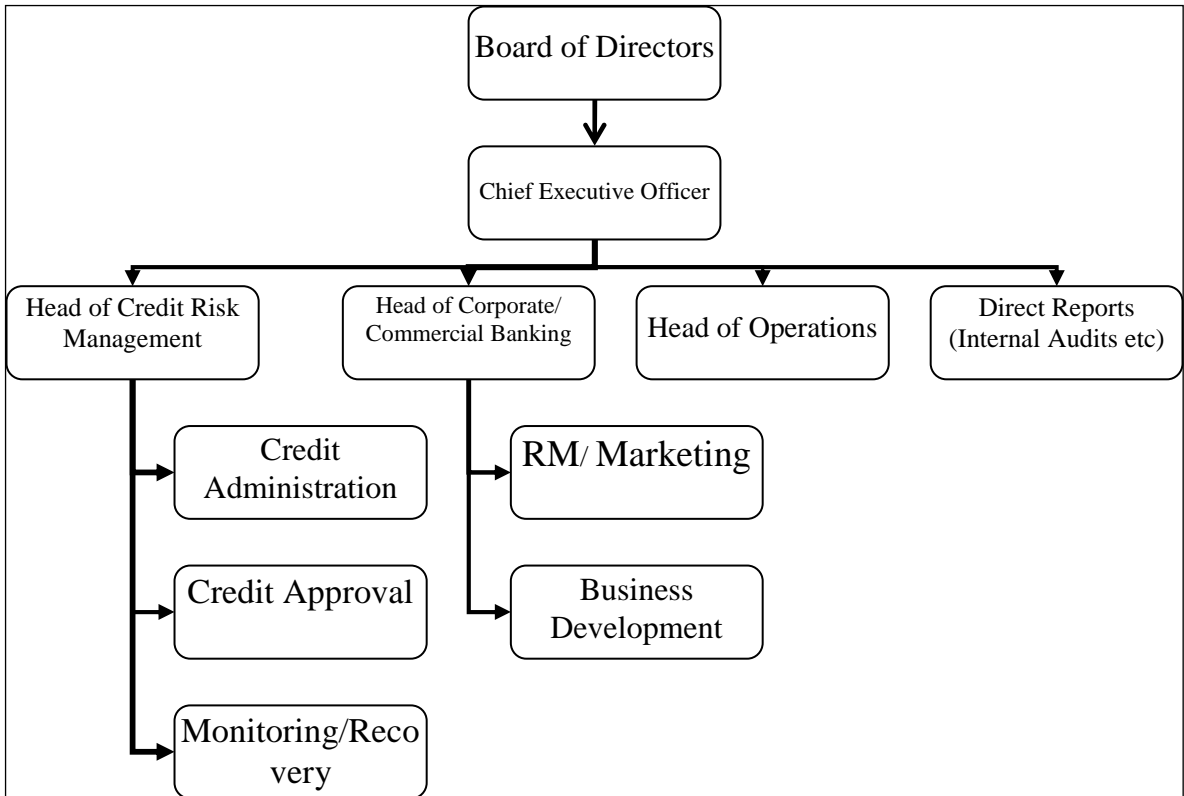 Board of Directors
Chief Executive Officer
Head of Credit Risk
Management
Head of Corporate/
Commercial Banking
Head of Operations
Direct Reports
(Internal Audits etc)
Credit
Administration
RM/ Marketing
Credit Approval
Business
Development
Monitoring/Reco
very